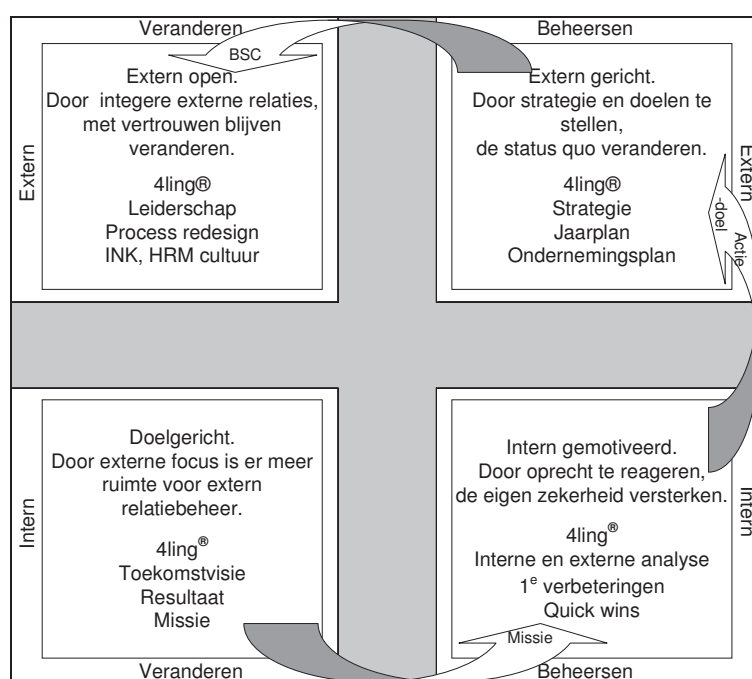 Veranderen
BSC
Extern
Extern open.
Door integere externe relaties,
met vertrouwen blijven
veranderen.
4ling®
Leiderschap
Process redesign
INK, HRM cultuur
Beheersen
Extern gericht.
Door strategie en doelen te
stellen,
de status quo veranderen.
4ling®
Strategie
Jaarplan
Ondernemingsplan
Extern
Actie
-doel
Intern
Doelgericht.
Door externe focus is er meer
ruimte voor extern
relatiebeheer.
4ling®
Toekomstvisie
Resultaat
Missie
Veranderen
Intern gemotiveerd.
Door oprecht te reageren,
de eigen zekerheid versterken.
4ling®
Interne en externe analyse
1e verbeteringen
Quick wins
Missie
Intern
Beheersen